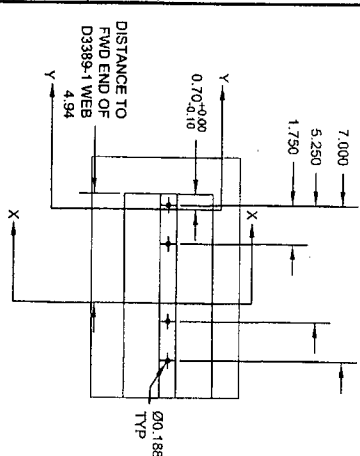 7.000
5.250
1.750
Y
0.70+0.00
-0.10
X
DISTANCE TO
FWD END OF
D3389-1 WEB
4.94
Y
X
Ø0.188
TYP